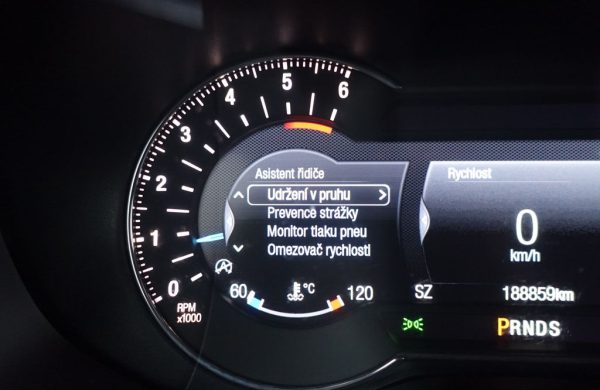 6
5
4
3
2
1
0
RPM
x1000
Asistent řidiče
Udržení v pruhu
Prevence strážky
Monitor tlaku pneu
Omezovač rychlosti
60 °C 120
Rychlost
0
km/h
SZ 188859km
PRNDS